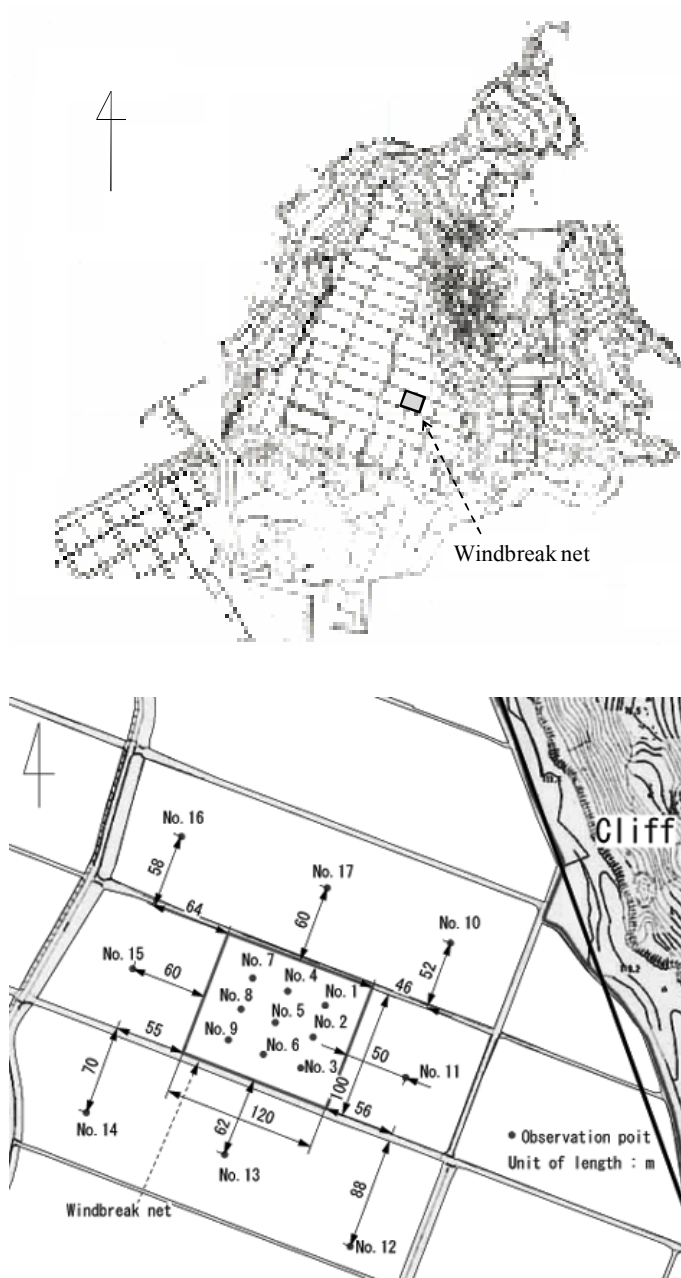 Windbreak net
Cliff
No. 16
58
No. 17
64
60
No. 10
52
No. 15
60
No. 7
No. 4
46
No. 8
No. 1
No. 5
No. 2
No. 9
No. 6
50
55
No. 3
No. 11
100
70
120
56
No. 14
62
• Observation poit
No. 13
Unit of length : m
88
Windbreak net
No. 12